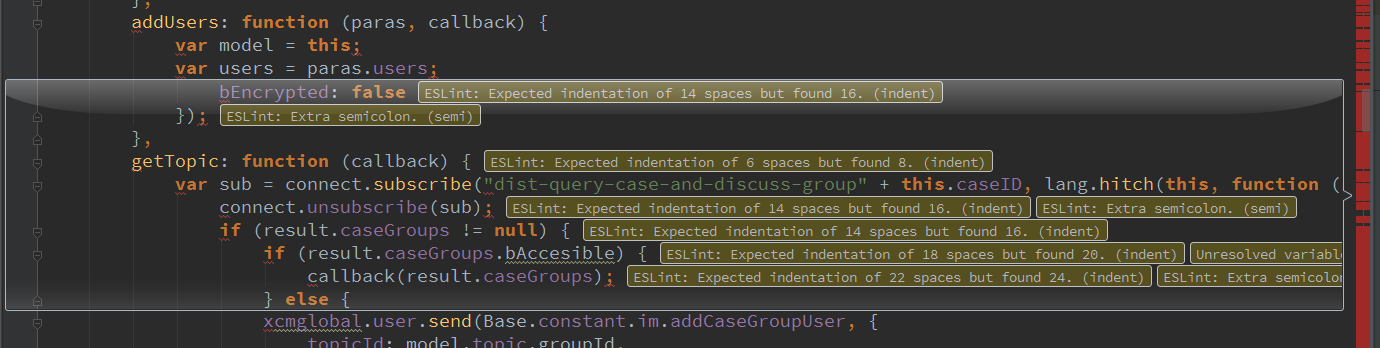 },
addUsers: function (paras, callback) {
var model = this;
var users = paras.users;
bEncrypted: false ESLint: Expected indentation of 14 spaces but found 16. (indent)
}); ESLint: Extra semicolon. (semi)
},
getTopic: function (callback) { ESLint: Expected indentation of 6 spaces but found 8. (indent)
var sub = connect.subscribe("dist-query-case-and-discuss-group" + this.caseID, lang.hitch(this, function (
connect.unsubscribe(sub); ESLint: Expected indentation of 14 spaces but found 16. (indent) ESLint: Extra semicolon. (semi)
if (result.caseGroups != null) { ESLint: Expected indentation of 14 spaces but found 16. (indent)
if (result.caseGroups.bAccesible) { ESLint: Expected indentation of 18 spaces but found 20. (indent) Unresolved variabl
callback(result.caseGroups); ESLint: Expected indentation of 22 spaces but found 24. (indent) ESLint: Extra semicolon
} else {
xcmglobal.user.send(Base.constant.im.addCaseGroupUser, {
topicId: model.topic.groupId,